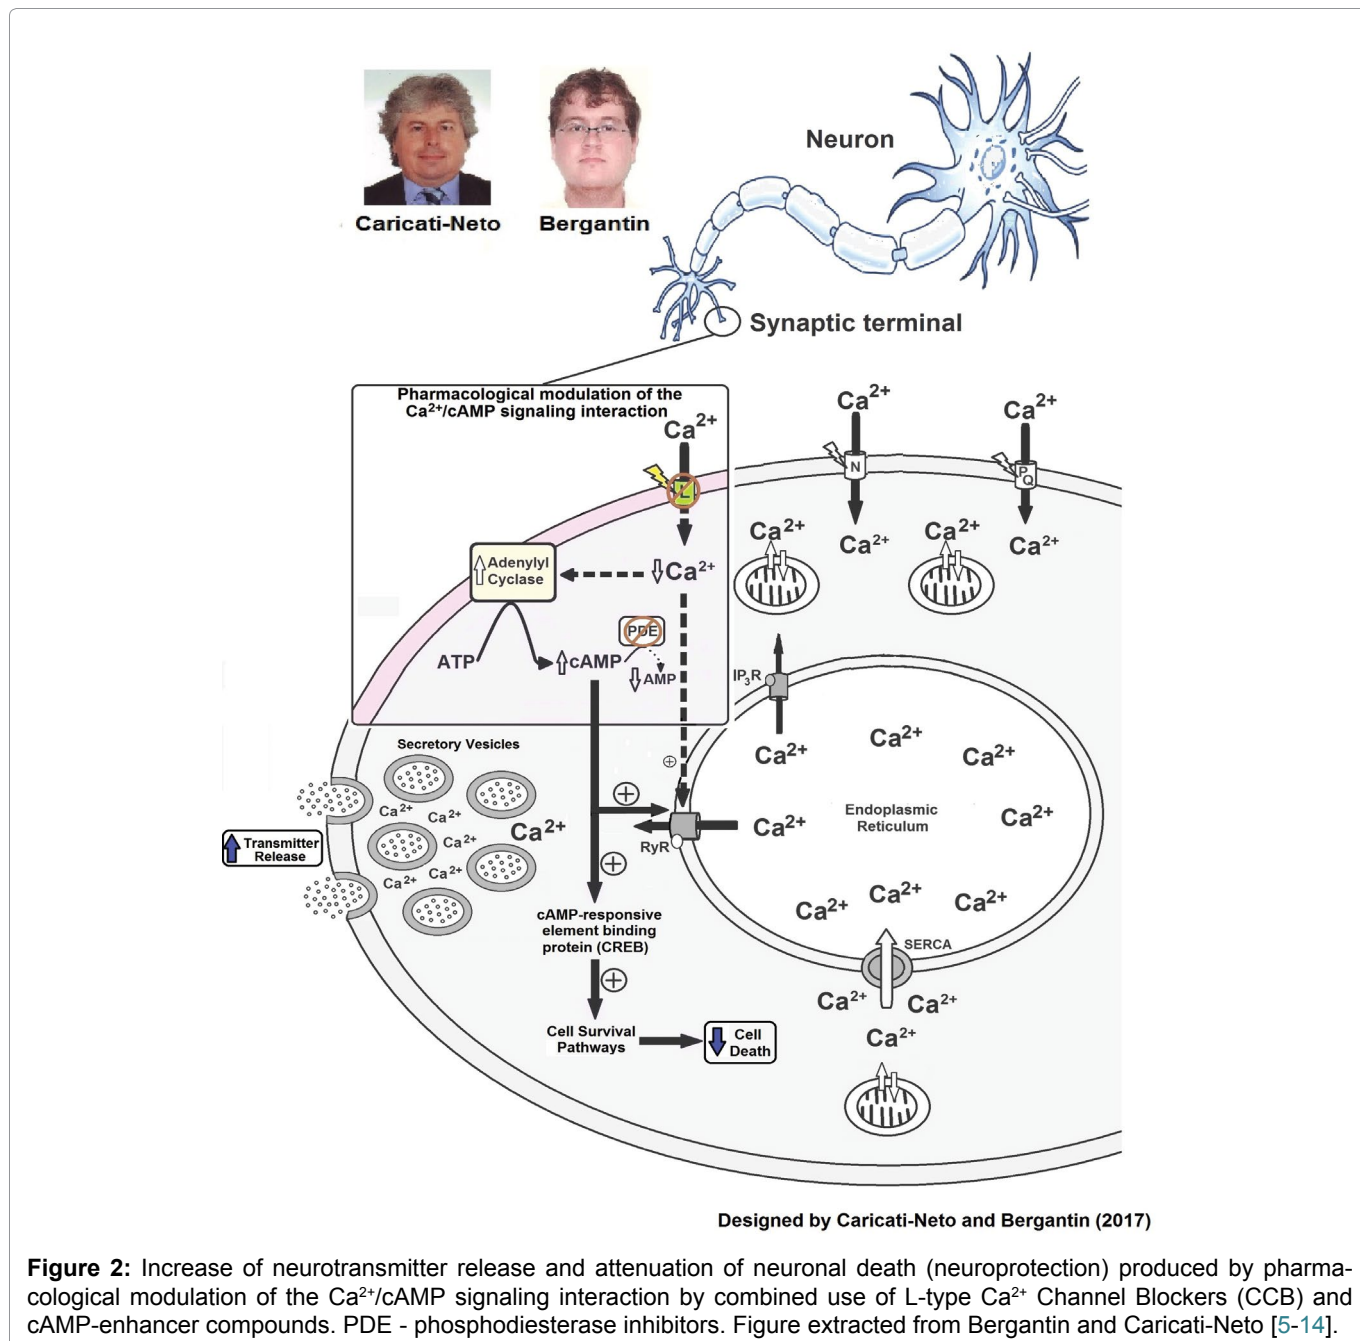 Caricati-Neto
Bergantin
Neuron
Synaptic terminal
Pharmacological modulation of the
Ca²⁺/cAMP signaling interaction
Ca²⁺
L
Ca²⁺
N
Ca²⁺
Ca²⁺
P
Q
Ca²⁺
Ca²⁺
Ca²⁺
Adenylyl
Cyclase
Ca²⁺
PDE
ATP
cAMP
AMP
IP₃R
Secretory Vesicles
Ca²⁺
Ca²⁺
Ca²⁺
Ca²⁺
Ca²⁺
Ca²⁺
Ca²⁺
Transmitter
Release
RyR
Ca²⁺
Ca²⁺
Ca²⁺
Ca²⁺
Endoplasmic
Reticulum
Ca²⁺
Ca²⁺
Ca²⁺
Ca²⁺
cAMP-responsive
element binding
protein (CREB)
SERCA
Ca²⁺
Ca²⁺
Ca²⁺
Cell Survival
Pathways
Cell
Death
Designed by Caricati-Neto and Bergantin (2017)
Figure 2: Increase of neurotransmitter release and attenuation of neuronal death (neuroprotection) produced by pharma-
cological modulation of the Ca²⁺/cAMP signaling interaction by combined use of L-type Ca²⁺ Channel Blockers (CCB) and
cAMP-enhancer compounds. PDE - phosphodiesterase inhibitors. Figure extracted from Bergantin and Caricati-Neto [5-14].